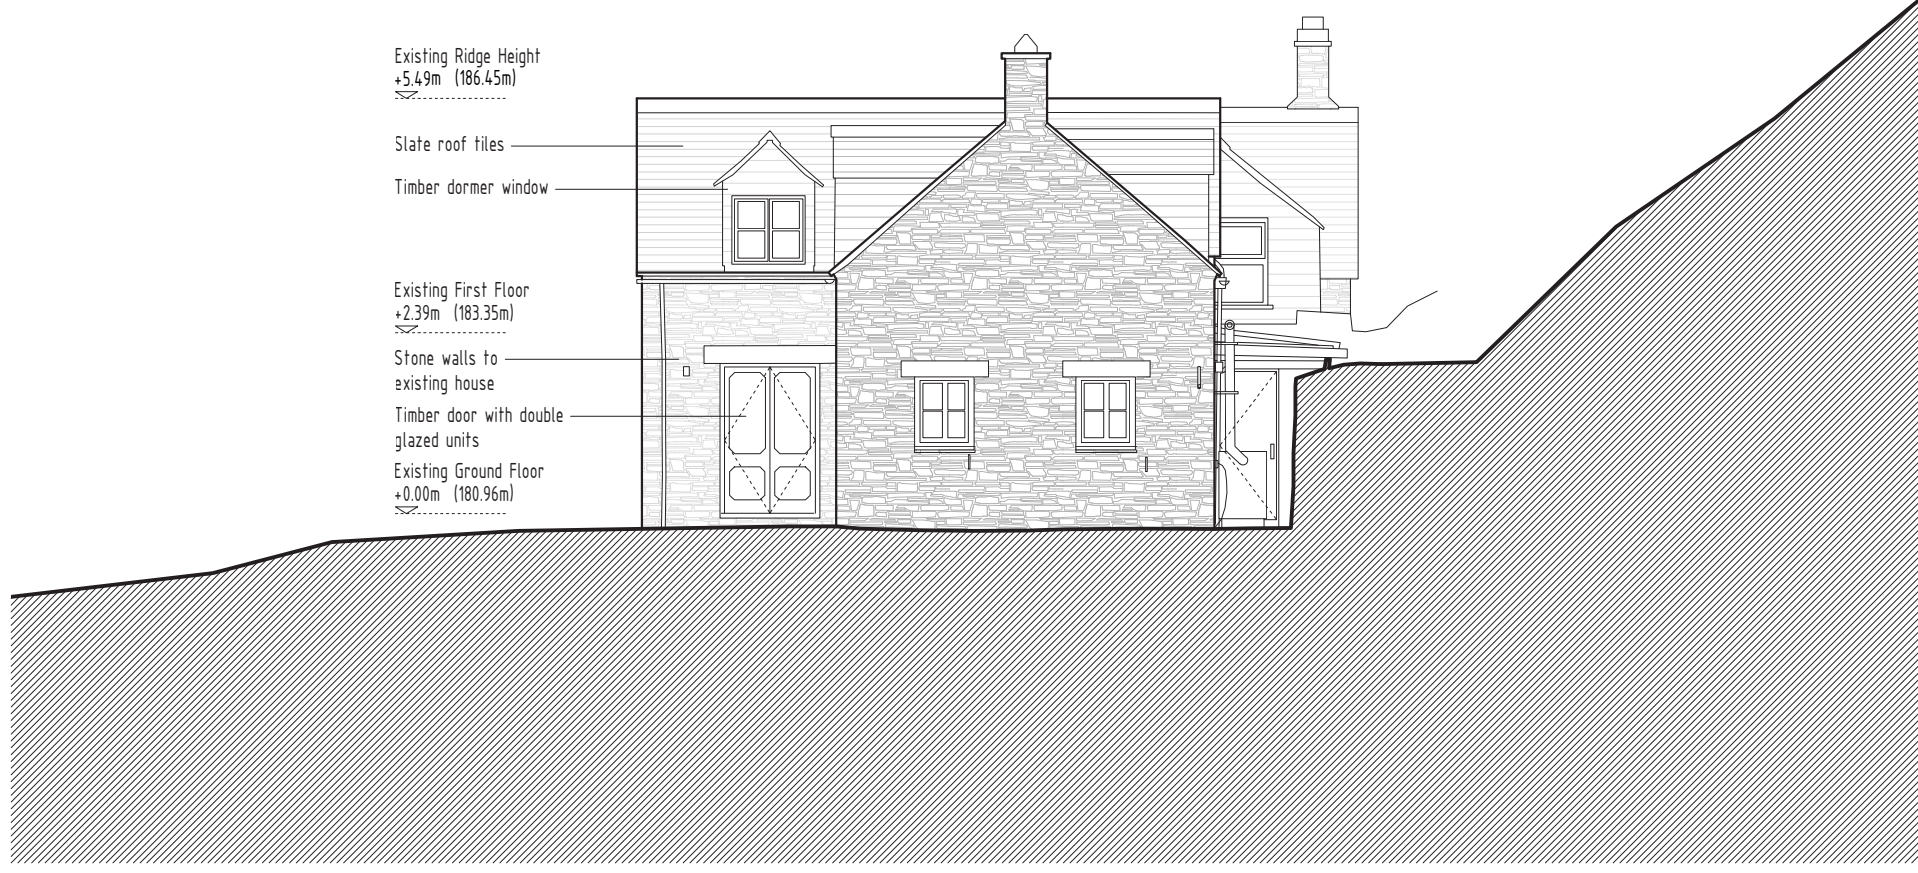 Existing Ridge Height
+5.49m (186.45m)
Slate roof tiles
Timber dormer window
Existing First Floor
+2.39m (183.35m)
Stone walls to
existing house
Timber door with double
glazed units
Existing Ground Floor
+0.00m (180.96m)